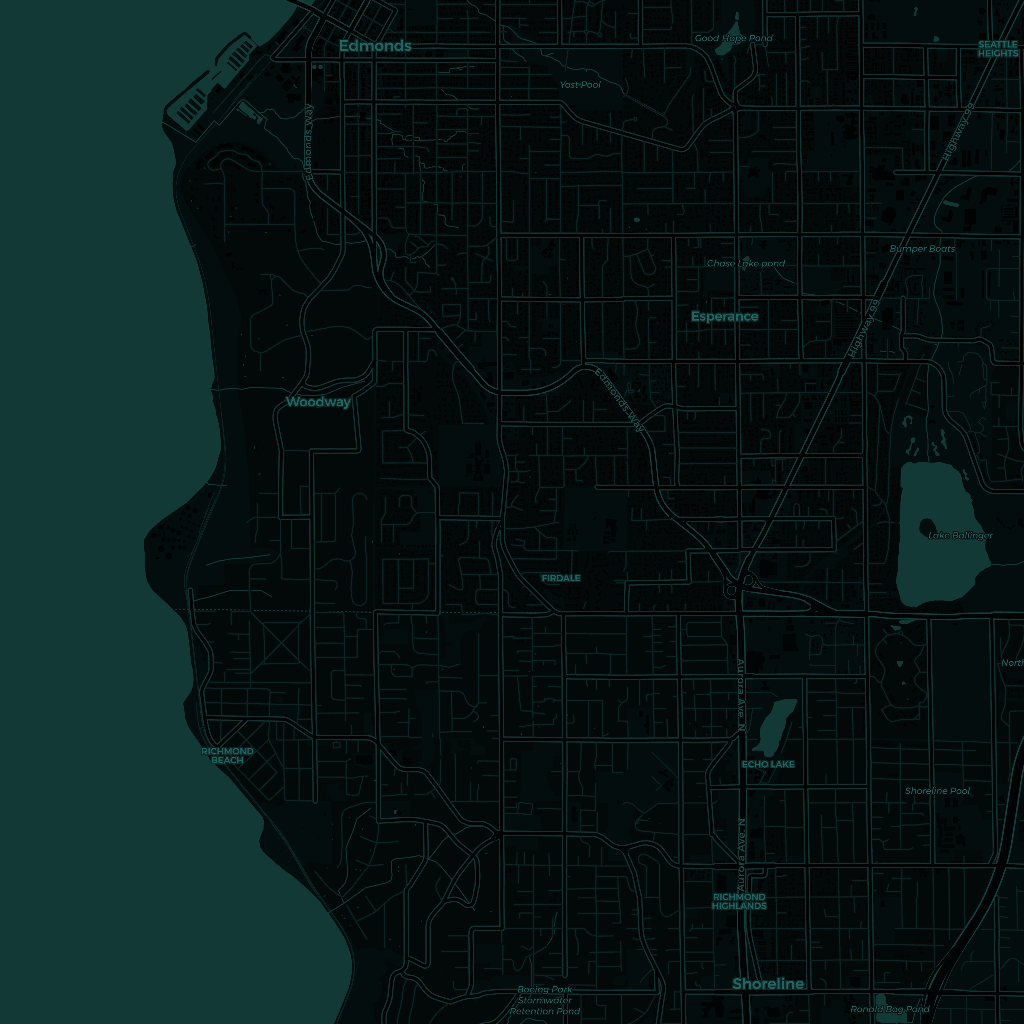 Good Hope Pond
Edmonds
SEATTLE
HEIGHTS
Yost Pool
Edmonds Way
Highway 99
Bumper Boats
Chase Lake pond
Esperance
Highway 99
Edmonds Way
Woodway
Lake Ballinger
FIRDALE
North
Aurora Ave. N
RICHMOND
BEACH
ECHO LAKE
Shoreline Pool
Aurora Ave. N
RICHMOND
HIGHLANDS
Shoreline
Boeing Park
Stormwater
Retention Pond
Ronald Bog Pond